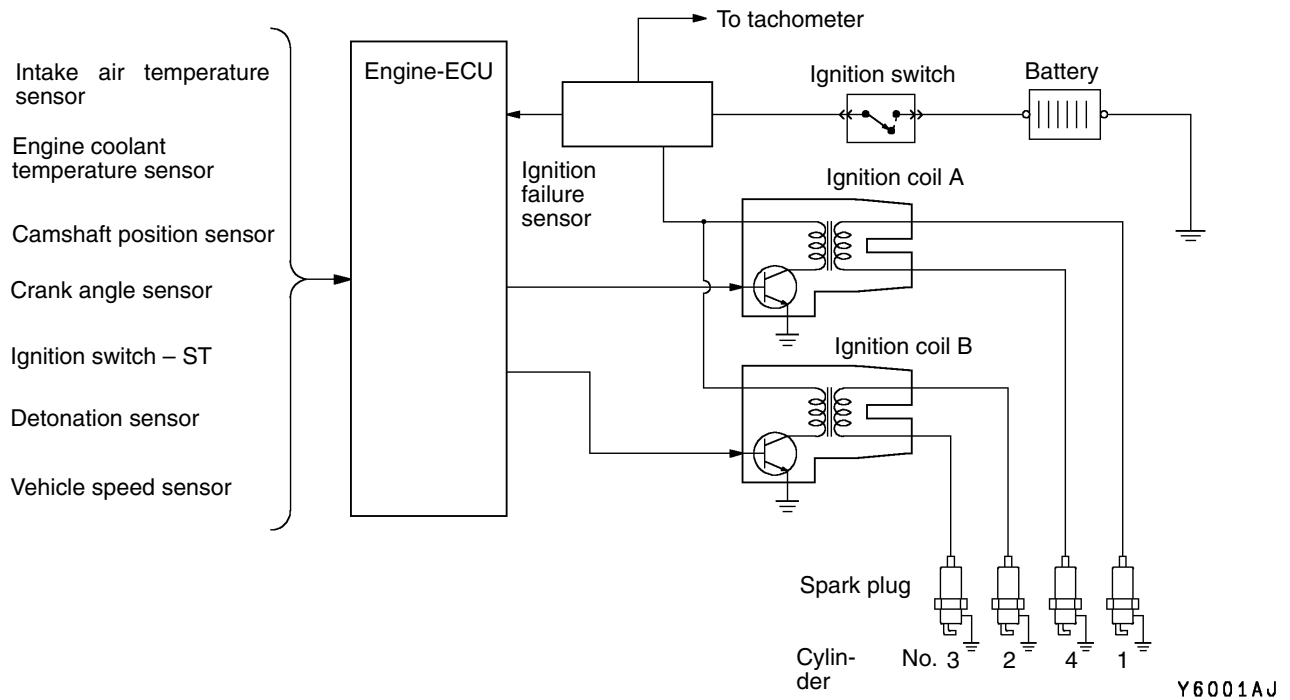 To tachometer
Intake air temperature
sensor
Engine coolant
temperature sensor
Camshaft position sensor
Crank angle sensor
Ignition switch – ST
Detonation sensor
Vehicle speed sensor
Engine-ECU
Ignition
failure
sensor
Ignition switch
Battery
Ignition coil A
Ignition coil B
Spark plug
Cylin-
der
No. 3 2 4 1
Y6001AJ